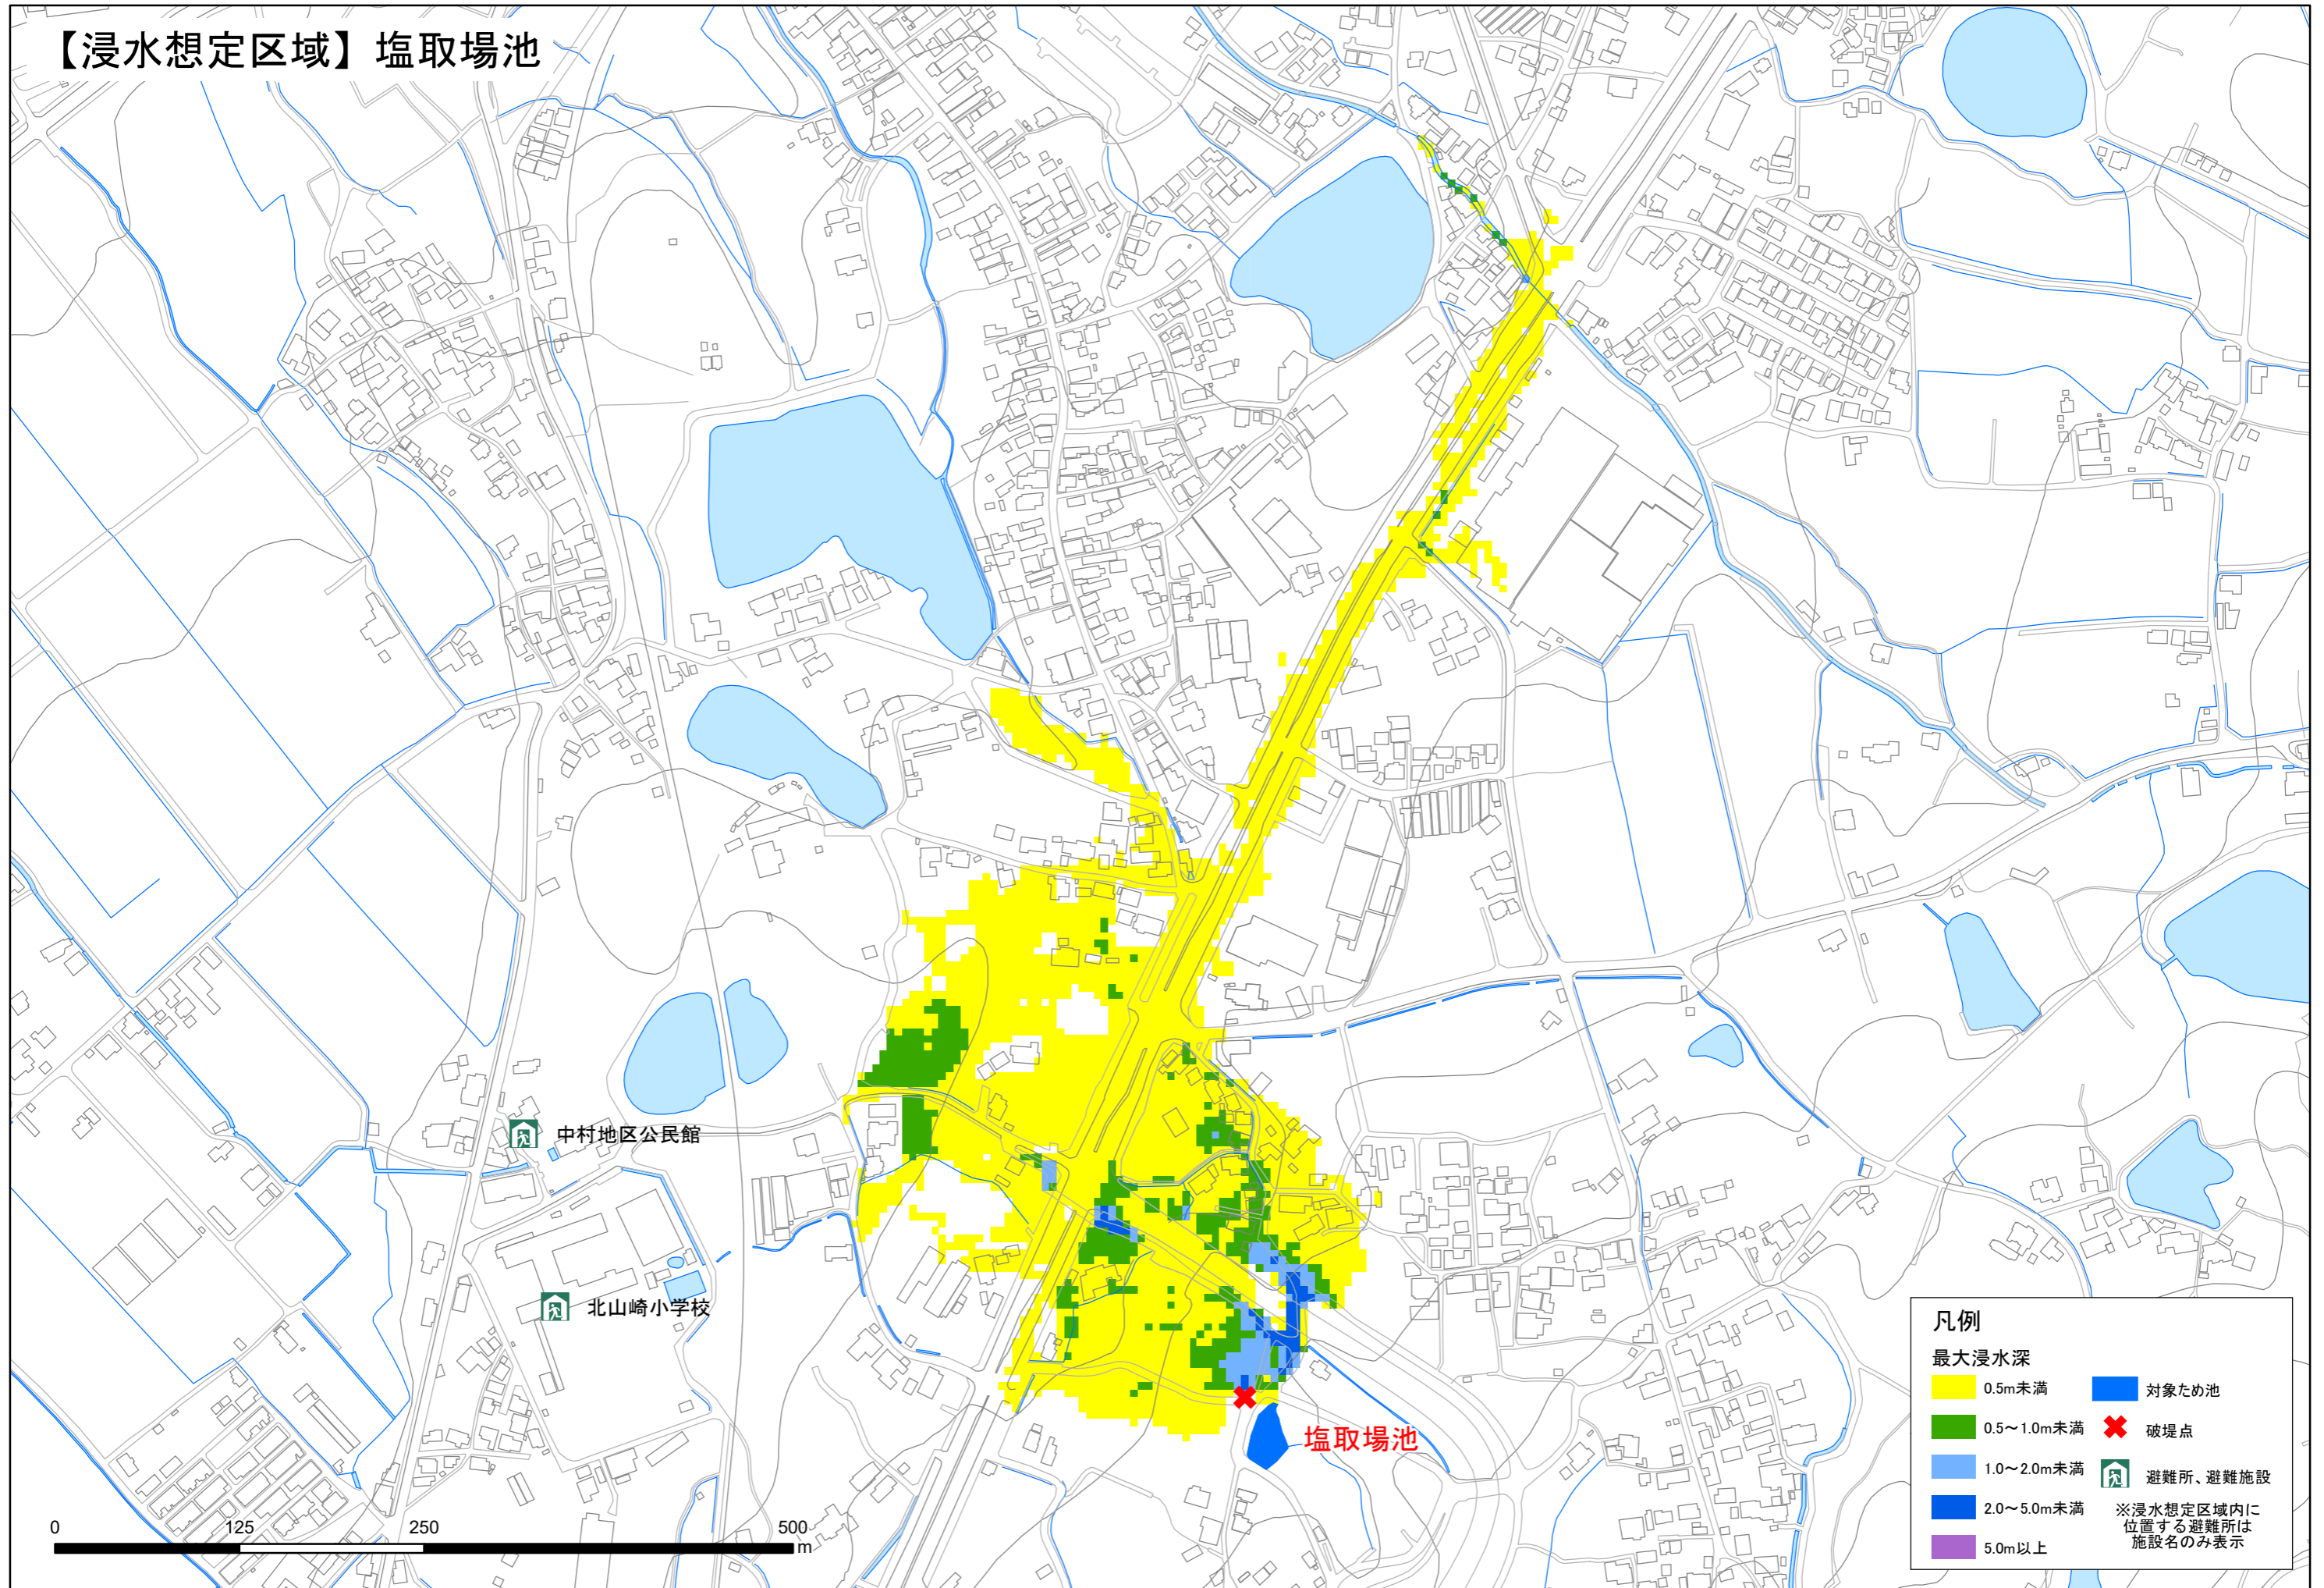 【浸水想定区域】塩取場池
中村地区公民館
北山崎小学校
塩取場池
0 125 250 500
m
凡例
最大浸水深
0.5m未満
0.5～1.0m未満
1.0～2.0m未満
2.0～5.0m未満
5.0m以上
対象ため池
破堤点
避難所、避難施設
※浸水想定区域内に
位置する避難所は
施設名のみ表示